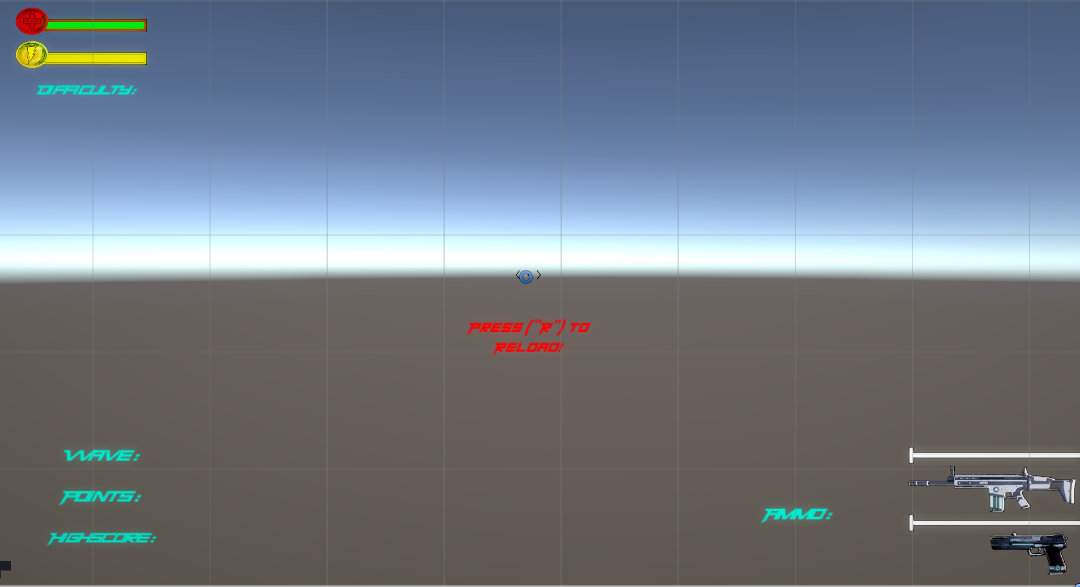 DIFFICULTY:
PRESS ("R") TO
RELOAD!
WAVE:
POINTS:
HIGHSCORE:
AMMO: